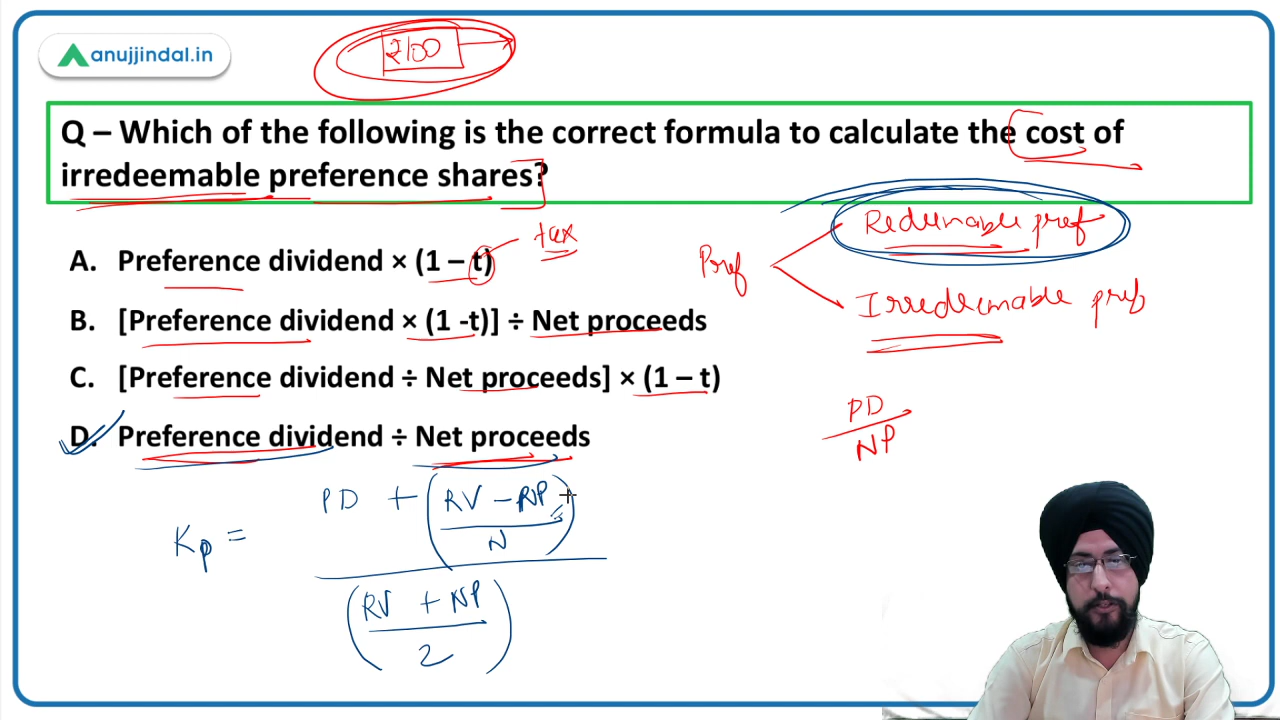 anujjindal.in
₹100
Q – Which of the following is the correct formula to calculate the cost of
irredeemable preference shares?
Redeemable pref
tax
Pref
A. Preference dividend × (1 – t)
Irredeemable pref
B. [Preference dividend × (1 -t)] ÷ Net proceeds
C. [Preference dividend ÷ Net proceeds] × (1 – t)
PD
NP
D. Preference dividend ÷ Net proceeds
PD + (RV – NP)
N
Kp =
(RV + NP)
2